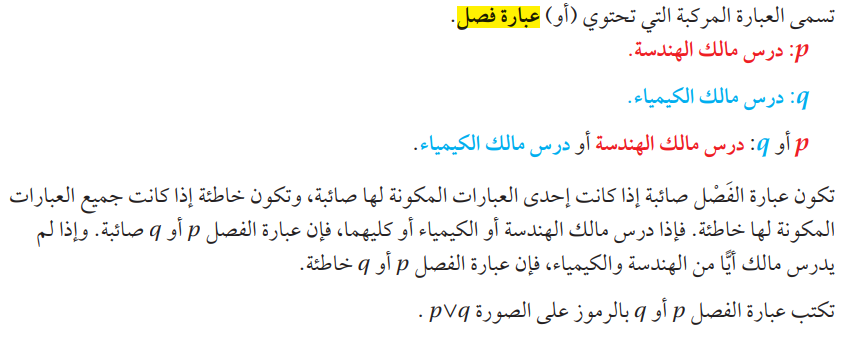 تسمى العبارة المركبة التي تحتوي (أو) عبارة فصل.
p: درس مالك الهندسة.
q: درس مالك الكيمياء.
p أو q: درس مالك الهندسة أو درس مالك الكيمياء.
تكون عبارة الفَصْل صائبة إذا كانت إحدى العبارات المكونة لها صائبة، وتكون خاطئة إذا كانت جميع العبارات
المكونة لها خاطئة. فإذا درس مالك الهندسة أو الكيمياء أو كليهما، فإن عبارة الفصل p أو q صائبة. وإذا لم
يدرس مالك أيًّا من الهندسة والكيمياء، فإن عبارة الفصل p أو q خاطئة.
تكتب عبارة الفصل p أو q بالرموز على الصورة p∨q .